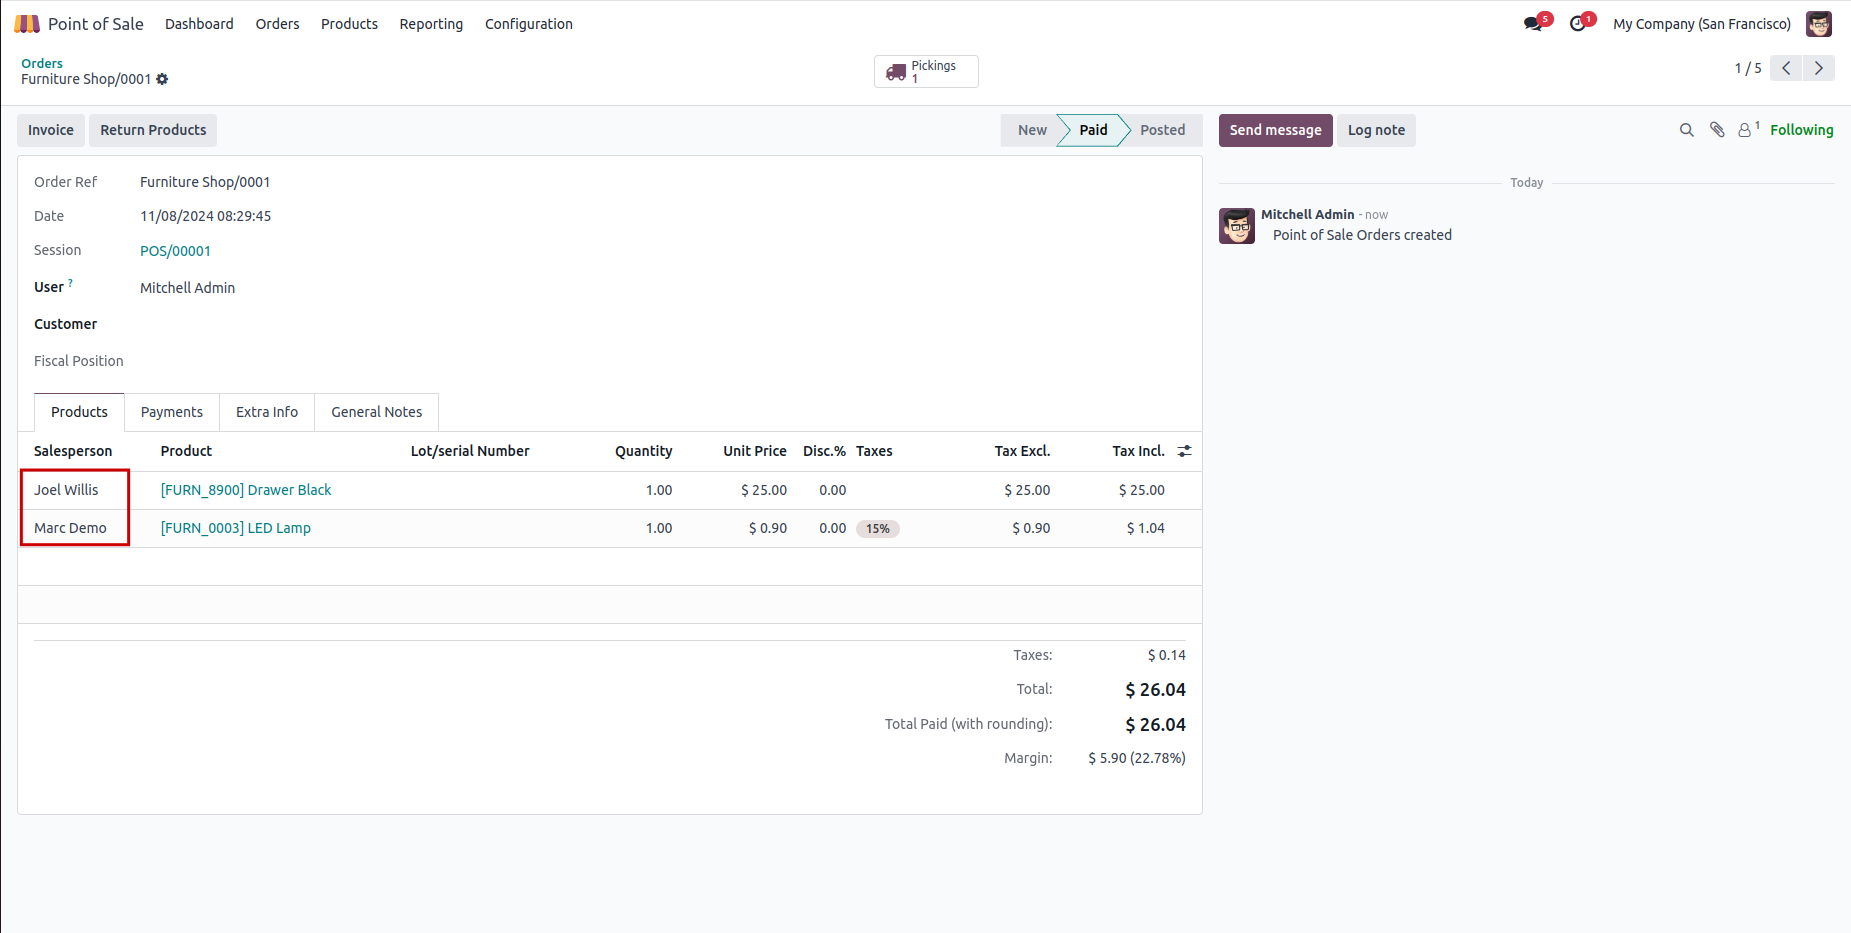 Point of Sale Dashboard Orders Products Reporting Configuration 5 1 My Company (San Francisco)
Orders
Furniture Shop/0001
Pickings
1
1 / 5
Invoice Return Products New Paid Posted Send message Log note 1 Following
Order Ref Furniture Shop/0001
Date 11/08/2024 08:29:45
Session POS/00001
User ? Mitchell Admin
Customer
Fiscal Position
Today
Mitchell Admin - now
Point of Sale Orders created
Products Payments Extra Info General Notes
Salesperson Product Lot/serial Number Quantity Unit Price Disc.% Taxes Tax Excl. Tax Incl.
Joel Willis [FURN_8900] Drawer Black 1.00 $ 25.00 0.00 $ 25.00 $ 25.00
Marc Demo [FURN_0003] LED Lamp 1.00 $ 0.90 0.00 15% $ 0.90 $ 1.04
Taxes: $ 0.14
Total: $ 26.04
Total Paid (with rounding): $ 26.04
Margin: $ 5.90 (22.78%)